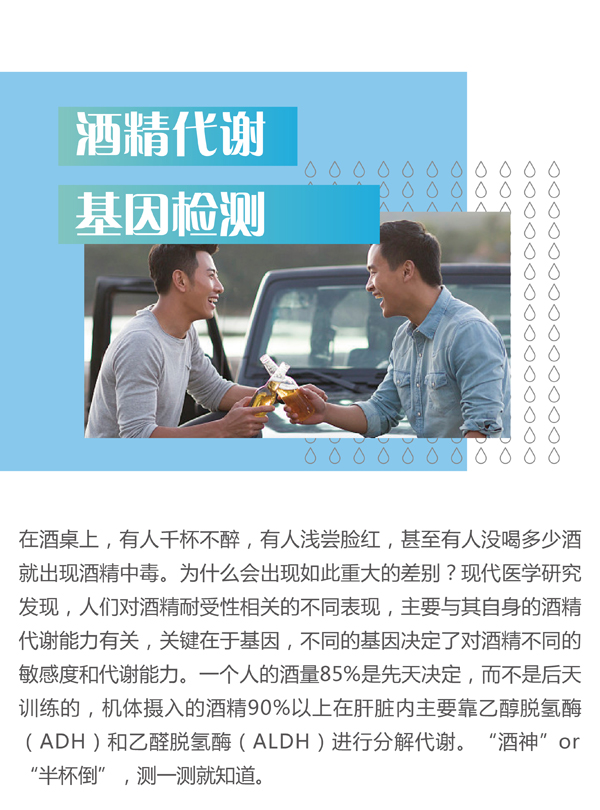 酒精代谢
基因检测
在酒桌上，有人千杯不醉，有人浅尝脸红，甚至有人没喝多少酒
就出现酒精中毒。为什么会出现如此重大的差别？现代医学研究
发现，人们对酒精耐受性相关的不同表现，主要与其自身的酒精
代谢能力有关，关键在于基因，不同的基因决定了对酒精不同的
敏感度和代谢能力。一个人的酒量85%是先天决定，而不是后天
训练的，机体摄入的酒精90%以上在肝脏内主要靠乙醇脱氢酶
（ADH）和乙醛脱氢酶（ALDH）进行分解代谢。“酒神”or
“半杯倒”，测一测就知道。